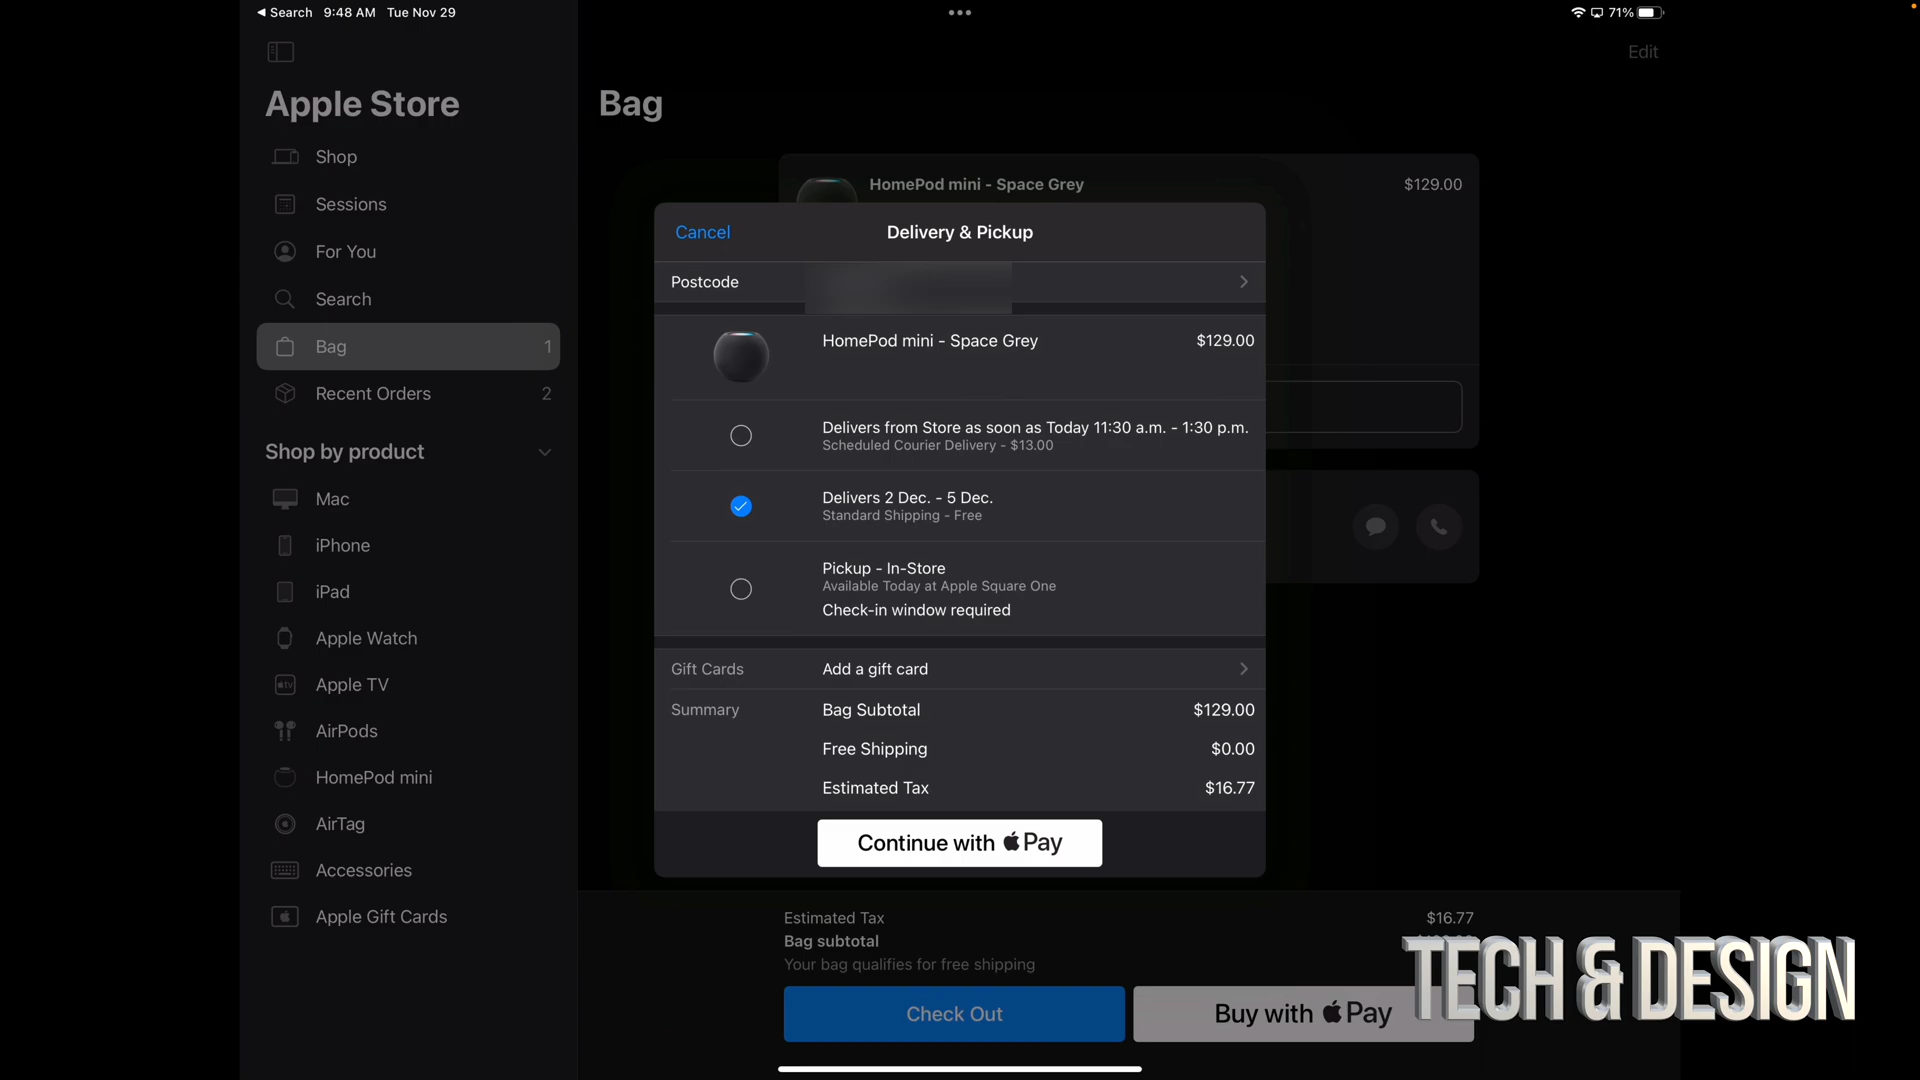 Search 9:48 AM Tue Nov 29
71%
Edit
Apple Store
Shop
Sessions
For You
Search
Bag 1
Recent Orders 2
Shop by product
Mac
iPhone
iPad
Apple Watch
Apple TV
AirPods
HomePod mini
AirTag
Accessories
Apple Gift Cards
Bag
HomePod mini - Space Grey $129.00
Cancel
Delivery & Pickup
Postcode
HomePod mini - Space Grey $129.00
Delivers from Store as soon as Today 11:30 a.m. - 1:30 p.m.
Scheduled Courier Delivery - $13.00
Delivers 2 Dec. - 5 Dec.
Standard Shipping - Free
Pickup - In-Store
Available Today at Apple Square One
Check-in window required
Gift Cards Add a gift card
Summary Bag Subtotal $129.00
Free Shipping $0.00
Estimated Tax $16.77
Continue with Pay
Estimated Tax $16.77
Bag subtotal
Your bag qualifies for free shipping
Check Out
Buy with Pay
TECH & DESIGN